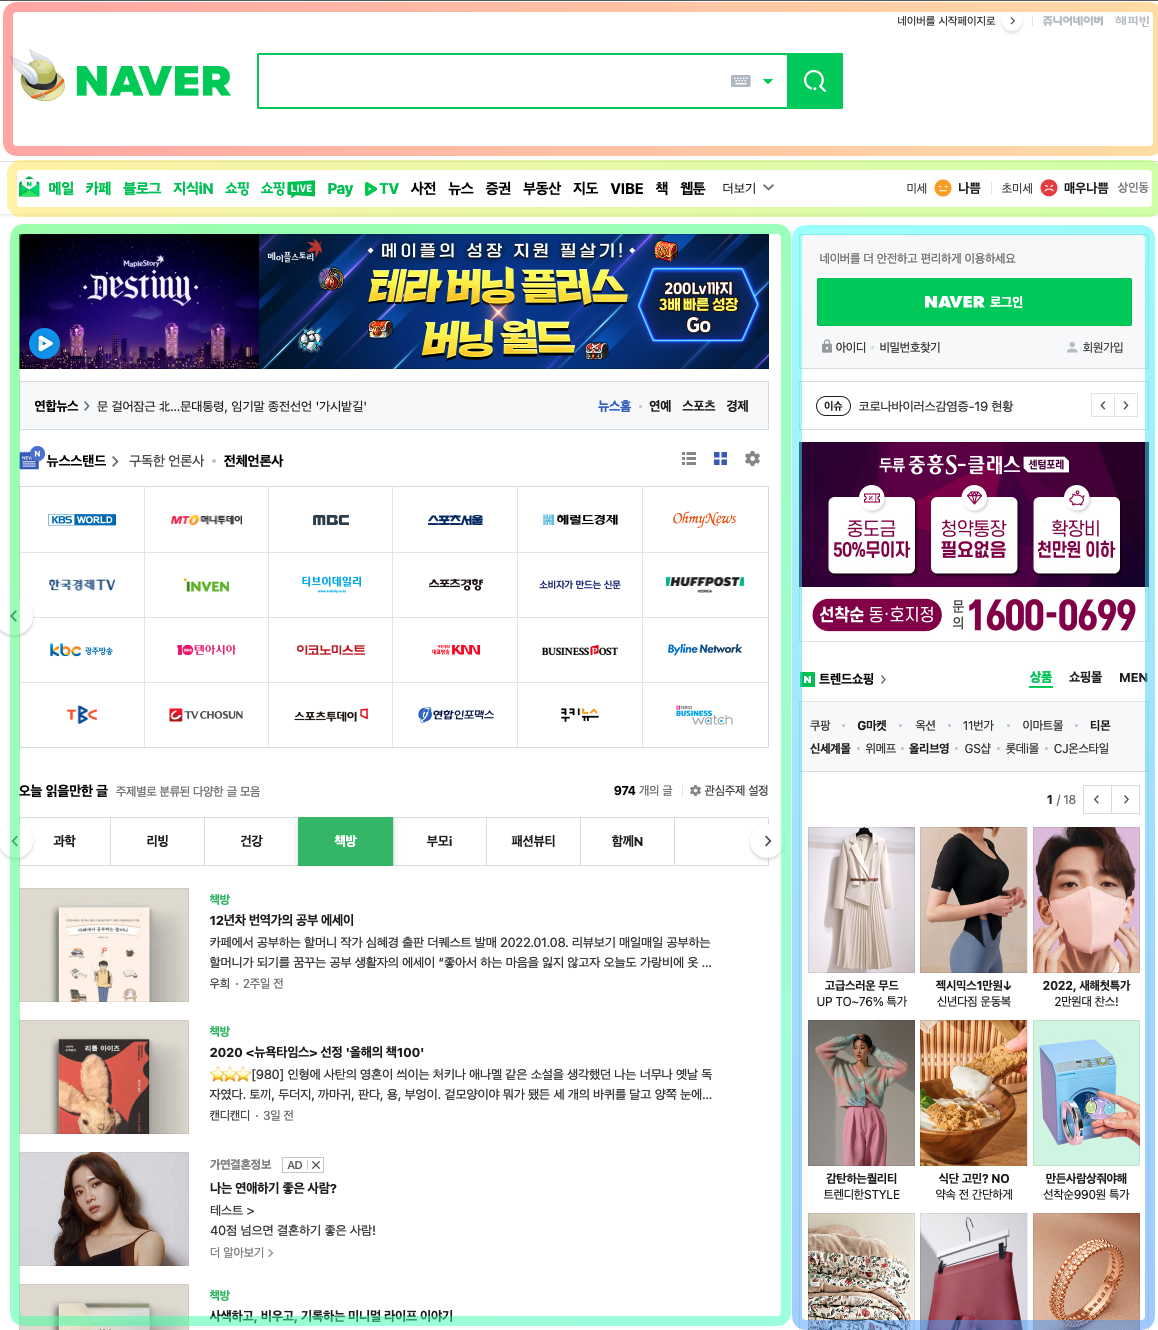 네이버를 시작페이지로
쥬니어네이버 해피빈
NAVER
메일 카페 블로그 지식iN 쇼핑 쇼핑LIVE Pay TV 사전 뉴스 증권 부동산 지도 VIBE 책 웹툰 더보기
미세 나쁨 초미세 매우나쁨 상인동
MapleStory
DESTINY
메이플스토리
메이플의 성장 지원 필살기!
테라 버닝 플러스
버닝 월드
200Lv까지
3배 빠른 성장
Go
네이버를 더 안전하고 편리하게 이용하세요
NAVER 로그인
아이디 · 비밀번호찾기 회원가입
연합뉴스 > 문 걸어잠근 北…문대통령, 임기말 종전선언 '가시밭길'
뉴스홈 · 연예 스포츠 경제
이슈 코로나바이러스감염증-19 현황
NEW N 뉴스스탠드 > 구독한 언론사 · 전체언론사
KBS WORLD
MTN 머니투데이
MBC
스포츠서울
헤럴드경제
OhmyNews
한국경제TV
INVEN
티브이데일리
스포츠경향
소비자가 만드는 신문
HUFFPOST
KOREA
kbc 광주방송
텐아시아
이코노미스트
KNN
BUSINESSPOST
Byline Network
TBC
TV CHOSUN
스포츠투데이
연합인포맥스
쿠키뉴스
BUSINESS
watch
두류 중흥S-클래스 센텀포레
중도금
50%무이자
청약통장
필요없음
확장비
천만원 이하
선착순 동·호지정 문의 1600-0699
N 트렌드쇼핑 >
상품 쇼핑몰 MEN
쿠팡 · G마켓 · 옥션 · 11번가 · 이마트몰 · 티몬
신세계몰 · 위메프 · 올리브영 · GS샵 · 롯데i몰 · CJ온스타일
1 / 18
오늘 읽을만한 글 주제별로 분류된 다양한 글 모음
974 개의 글 관심주제 설정
과학 리빙 건강 책방 부모i 패션뷰티 함께N
책방
12년차 번역가의 공부 에세이
카페에서 공부하는 할머니 작가 심혜경 출판 더퀘스트 발매 2022.01.08. 리뷰보기 매일매일 공부하는
할머니가 되기를 꿈꾸는 공부 생활자의 에세이 “좋아서 하는 마음을 잃지 않고자 오늘도 가랑비에 옷 ...
우희 · 2주일 전
카페에서 공부하는 할머니
책방
2020 <뉴욕타임스> 선정 '올해의 책100'
⭐⭐⭐[980] 인형에 사탄의 영혼이 씌이는 처키나 애나벨 같은 소설을 생각했던 나는 너무나 옛날 독
자였다. 토끼, 두더지, 까마귀, 판다, 용, 부엉이. 겉모양이야 뭐가 됐든 세 개의 바퀴를 달고 양쪽 눈에...
캔디캔디 · 3일 전
리틀 아이즈
가연결혼정보 AD X
나는 연애하기 좋은 사람?
테스트 >
40점 넘으면 결혼하기 좋은 사람!
더 알아보기 >
책방
사색하고, 비우고, 기록하는 미니멀 라이프 이야기
고급스러운 무드
UP TO~76% 특가
젝시믹스1만원↓
신년다짐 운동복
2022, 새해첫특가
2만원대 찬스!
감탄하는퀄리티
트렌디한STYLE
식단 고민? NO
약속 전 간단하게
만든사람상줘야해
선착순990원 특가